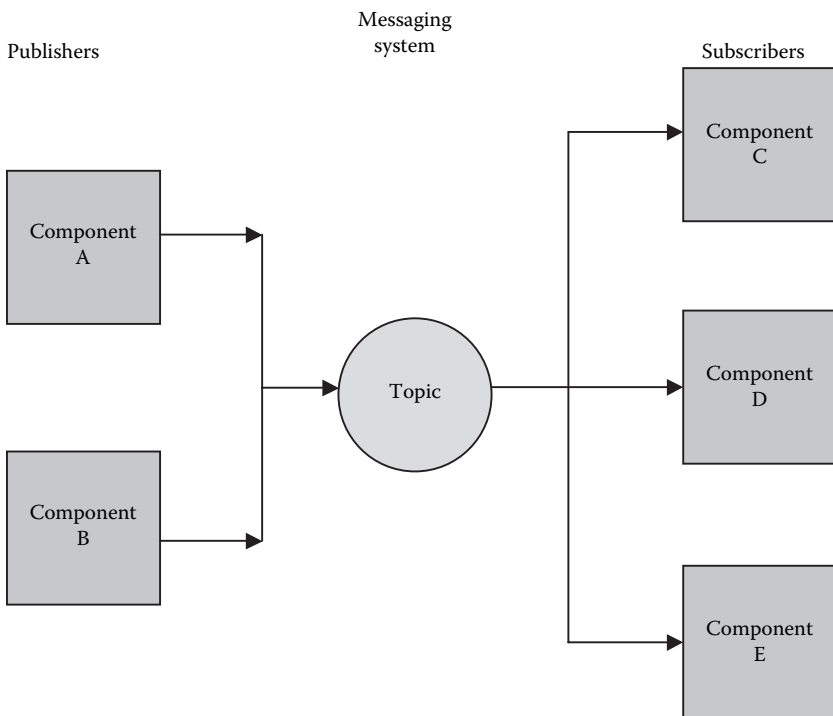 Messaging
system
Publishers
Subscribers
Component
C
Component
A
Component
D
Topic
Component
B
Component
E